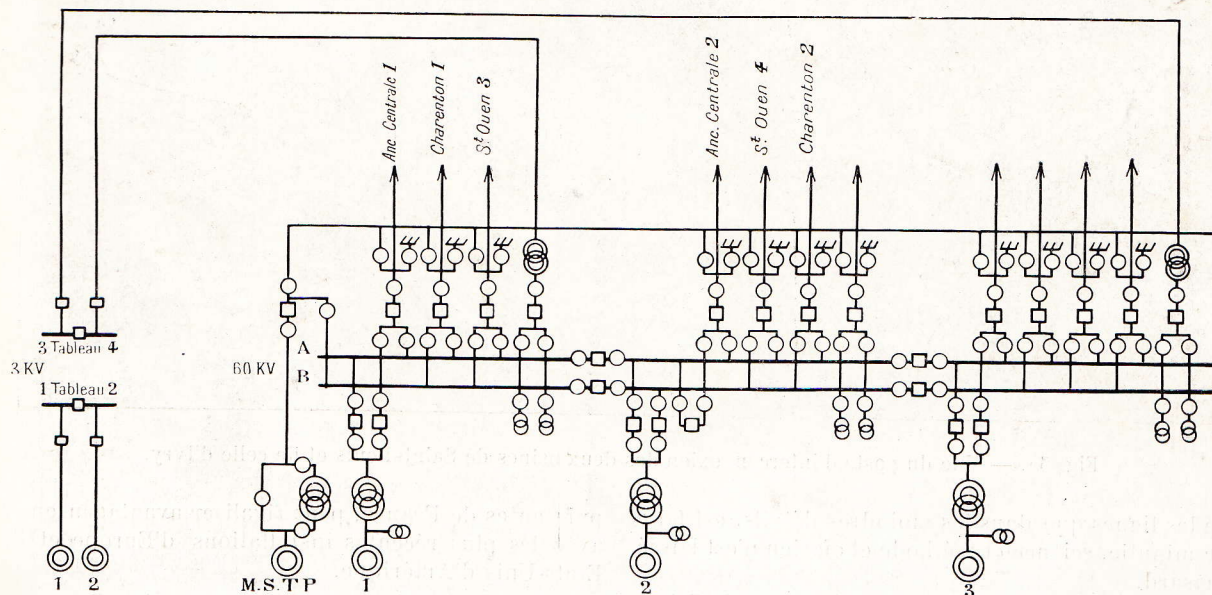 Anc Centrale 1
Charenton 1
St Ouen 3
Anc. Centrale 2
St Ouen 4
Charenton 2
3 Tableau 4
3 KV
1 Tableau 2
60 KV
A
B
1
2
M.S.T P
1
2
3